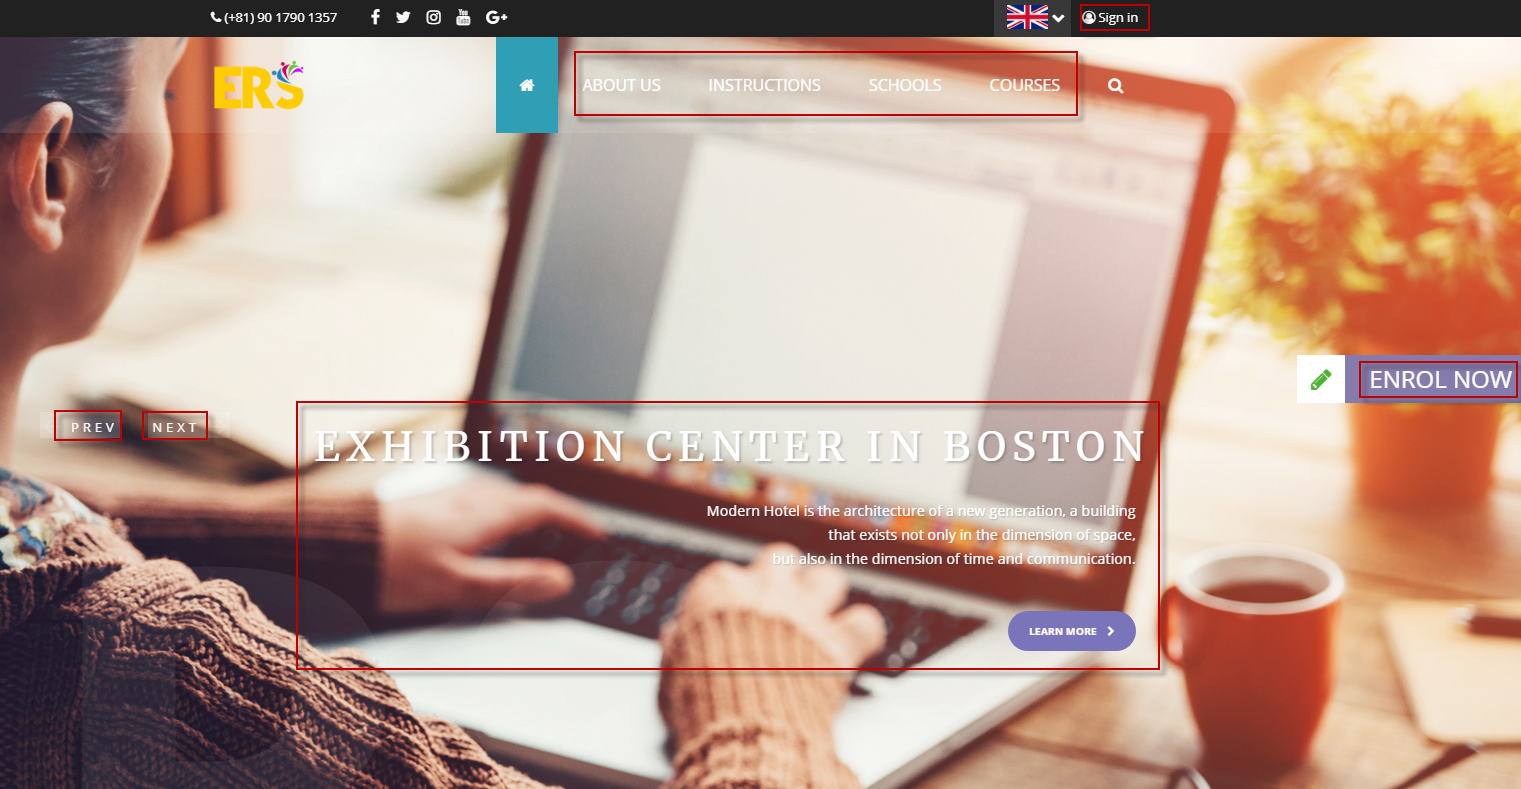 (+81) 90 1790 1357
You Tube
G+
Sign in
ERS
ABOUT US
INSTRUCTIONS
SCHOOLS
COURSES
ENROL NOW
PREV
NEXT
EXHIBITION CENTER IN BOSTON
Modern Hotel is the architecture of a new generation, a building
that exists not only in the dimension of space,
but also in the dimension of time and communication.
LEARN MORE